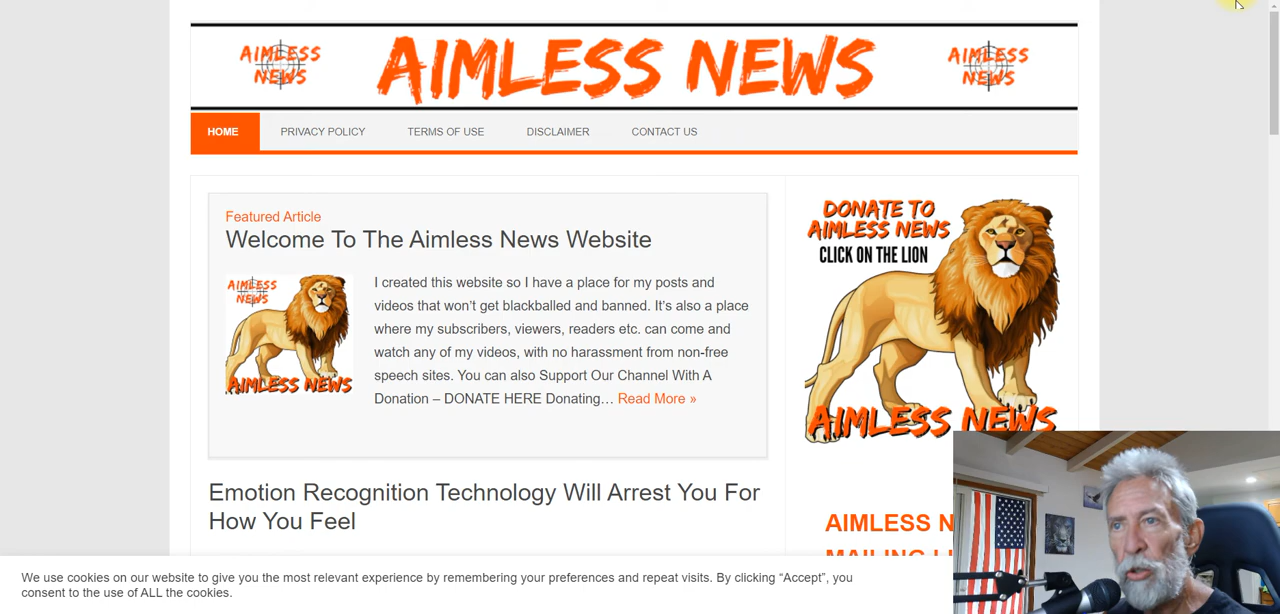 AIMLESS NEWS
AIMLESS
NEWS
AIMLESS
NEWS
HOME
PRIVACY POLICY
TERMS OF USE
DISCLAIMER
CONTACT US
Featured Article
Welcome To The Aimless News Website
AIMLESS
NEWS
AIMLESS NEWS
I created this website so I have a place for my posts and
videos that won’t get blackballed and banned. It’s also a place
where my subscribers, viewers, readers etc. can come and
watch any of my videos, with no harassment from non-free
speech sites. You can also Support Our Channel With A
Donation – DONATE HERE Donating… Read More »
DONATE TO
AIMLESS NEWS
CLICK ON THE LION
AIMLESS NEWS
Emotion Recognition Technology Will Arrest You For
How You Feel
AIMLESS N
MAILING LI
We use cookies on our website to give you the most relevant experience by remembering your preferences and repeat visits. By clicking “Accept”, you
consent to the use of ALL the cookies.